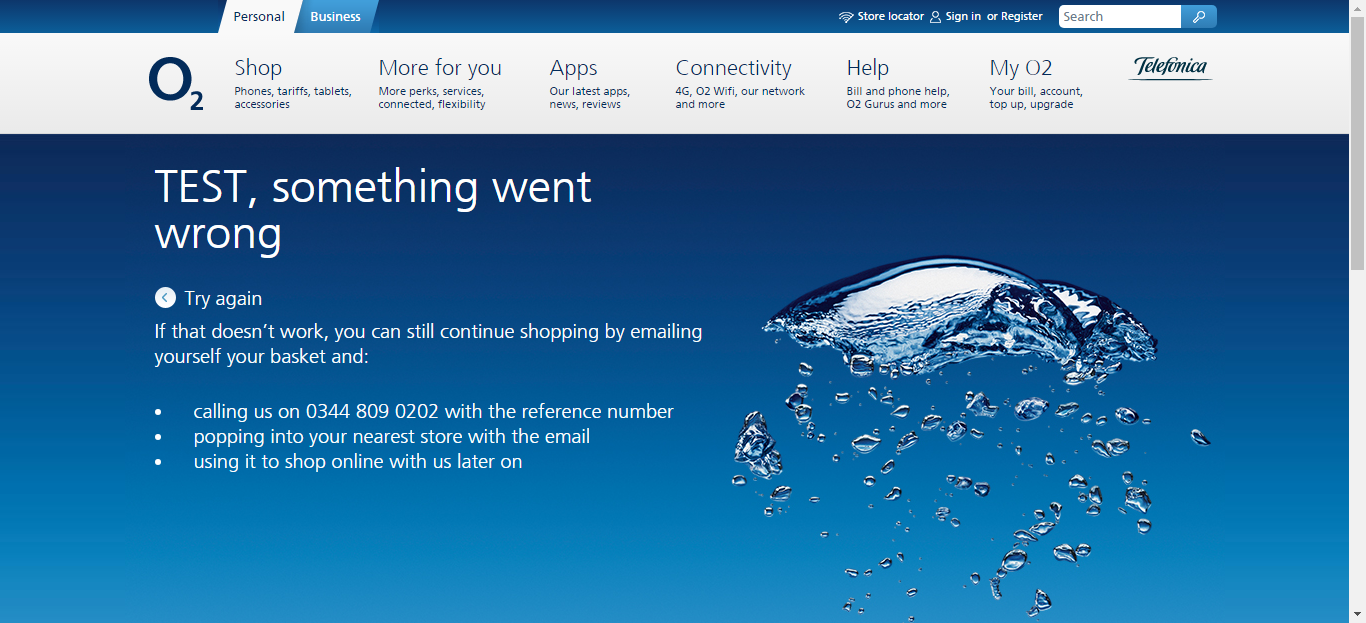 Personal
Business
Store locator
Sign in or Register
Search
O2
Shop
Phones, tariffs, tablets,
accessories
More for you
More perks, services,
connected, flexibility
Apps
Our latest apps,
news, reviews
Connectivity
4G, O2 Wifi, our network
and more
Help
Bill and phone help,
O2 Gurus and more
My O2
Your bill, account,
top up, upgrade
Telefónica
TEST, something went
wrong
Try again
If that doesn’t work, you can still continue shopping by emailing
yourself your basket and:
• calling us on 0344 809 0202 with the reference number
• popping into your nearest store with the email
• using it to shop online with us later on